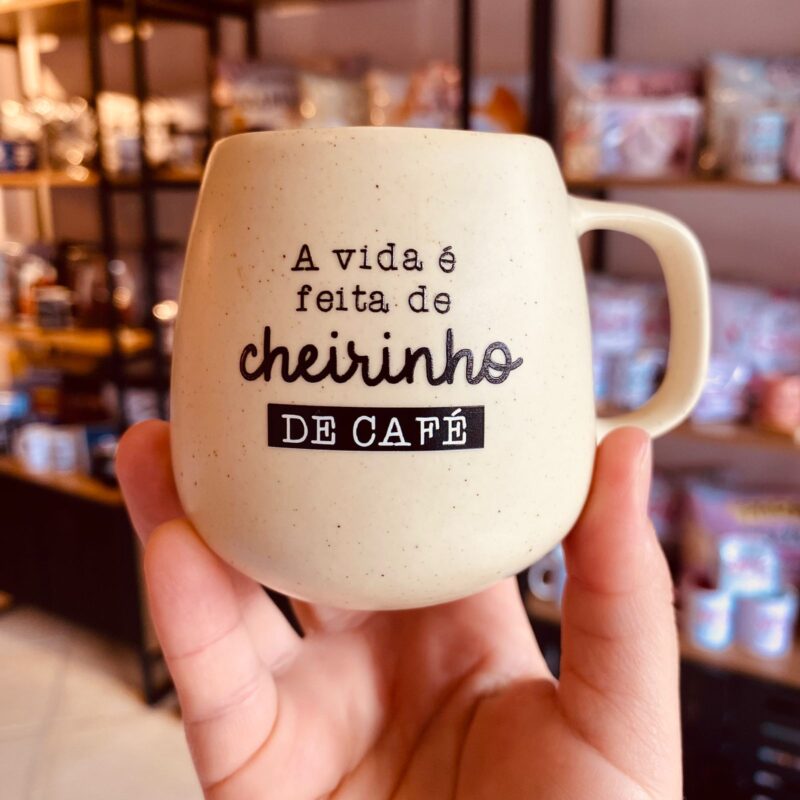 A vida é
feita de
cheirinho
DE CAFÉ